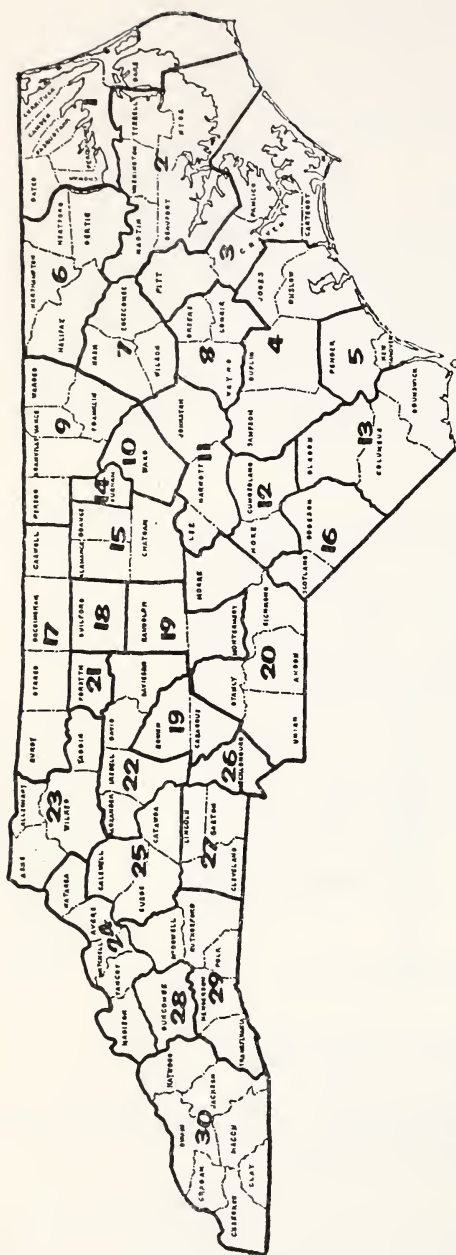 CURRITUCK
CAMDEN
PASQUOTANK
GATES
1
DARE
TYRRELL
WASHINGTON
HYDE
2
BEAUFORT
MARTIN
PITT
3
CRAVEN
PAMLICO
CARTERET
HERTFORD
BERTIE
NORTHAMPTON
6
HALIFAX
EDGECOMBE
NASH
7
WILSON
GREENE
LENOIR
8
WAYNE
JONES
ONSLOW
4
DUPLIN
SAMPSON
PENDER
5
NEW HANOVER
WARREN
VANCE
9
FRANKLIN
GRANVILLE
PERSON
10
WAKE
JOHNSTON
11
HARNETT
LEE
CUMBERLAND
12
HOKE
BLADEN
13
COLUMBUS
BRUNSWICK
ROBESON
16
SCOTLAND
14
DURHAM
ORANGE
ALAMANCE
15
CHATHAM
CASWELL
ROCKINGHAM
17
STOKES
SURRY
GUILFORD
18
RANDOLPH
19
MOORE
MONTGOMERY
RICHMOND
20
STANLY
ANSON
UNION
FORSYTH
21
DAVIDSON
DAVIE
YADKIN
ROWAN
19
CABARRUS
IREDELL
22
ALEXANDER
MECKLENBURG
26
ALLEGHANY
ASHE
23
WILKES
CALDWELL
CATAWBA
25
BURKE
LINCOLN
GASTON
27
CLEVELAND
WATAUGA
AVERY
24
MITCHELL
YANCEY
MADISON
BUNCOMBE
28
MCDOWELL
RUTHERFORD
POLK
HENDERSON
29
TRANSYLVANIA
HAYWOOD
JACKSON
SWAIN
30
MACON
GRAHAM
CLAY
CHEROKEE